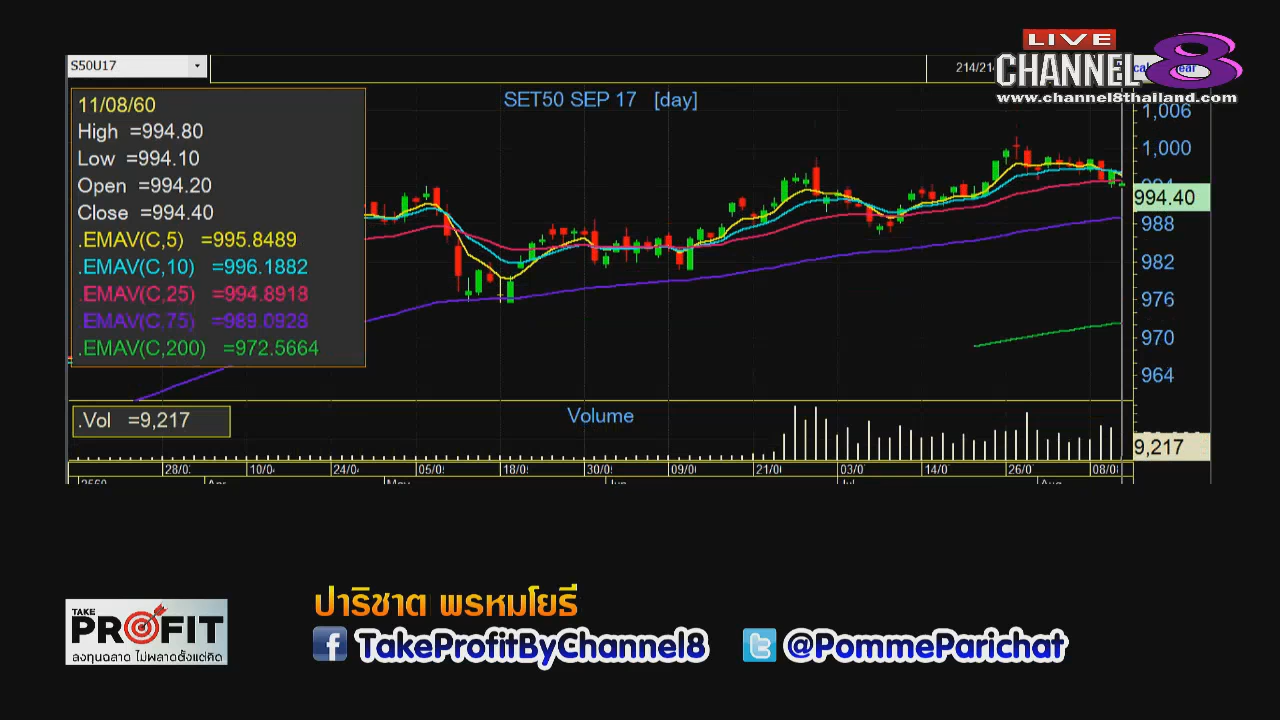 LIVE
CHANNEL 8
www.channel8thailand.com
S50U17
SET50 SEP 17 [day]
11/08/60
High =994.80
Low =994.10
Open =994.20
Close =994.40
.EMAV(C,5) =995.8489
.EMAV(C,10) =996.1882
.EMAV(C,25) =994.8918
.EMAV(C,75) =989.0928
.EMAV(C,200) =972.5664
1,006
1,000
994.40
988
982
976
970
964
.Vol =9,217
Volume
9,217
28/0 10/0 24/0 05/0 18/0 30/0 09/0 21/0 03/0 14/0 26/0 08/0
2560 Apr May Jun Jul Aug
TAKE
PROFIT
ลงทุนฉลาด ไม่พลาดตั้งแต่คิด
ปาริชาต พรหมโยธี
TakeProfitByChannel8 @PommeParichat